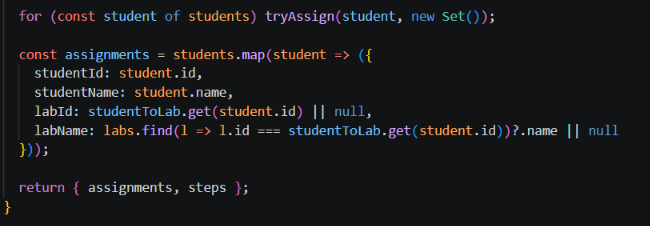 for (const student of students) tryAssign(student, new Set());
const assignments = students.map(student => ({
studentId: student.id,
studentName: student.name,
labId: studentToLab.get(student.id) || null,
labName: labs.find(l => l.id === studentToLab.get(student.id))?.name || null
}));
return { assignments, steps };
}